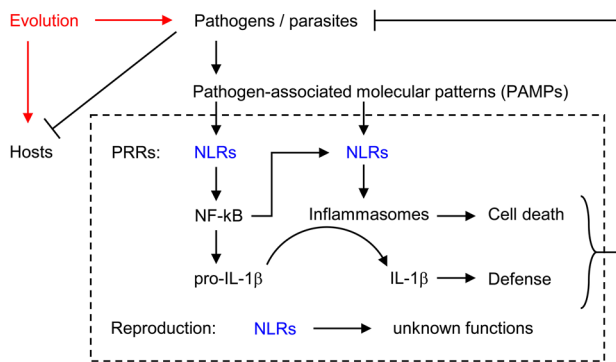 Evolution Pathogens / parasites
Pathogen-associated molecular patterns (PAMPs)
Hosts PRRs: NLRs NLRs
NF-kB Inflammasomes Cell death
pro-IL-1β IL-1β Defense
Reproduction: NLRs unknown functions